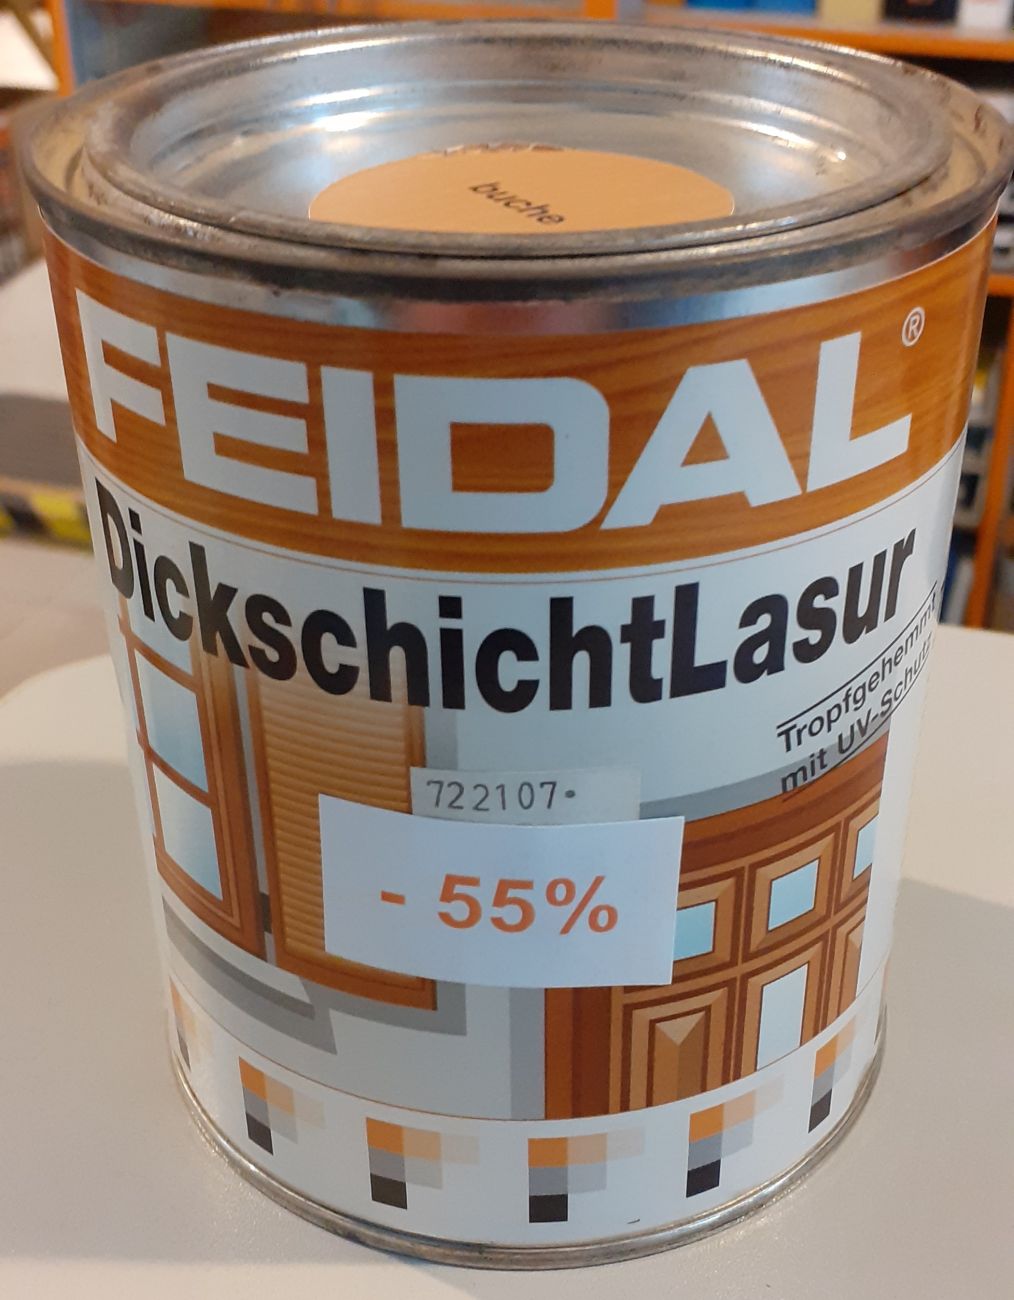 buche
FEIDAL®
DickschichtLasur
Tropfgehemmt
mit UV-Schutz
722107•
- 55%